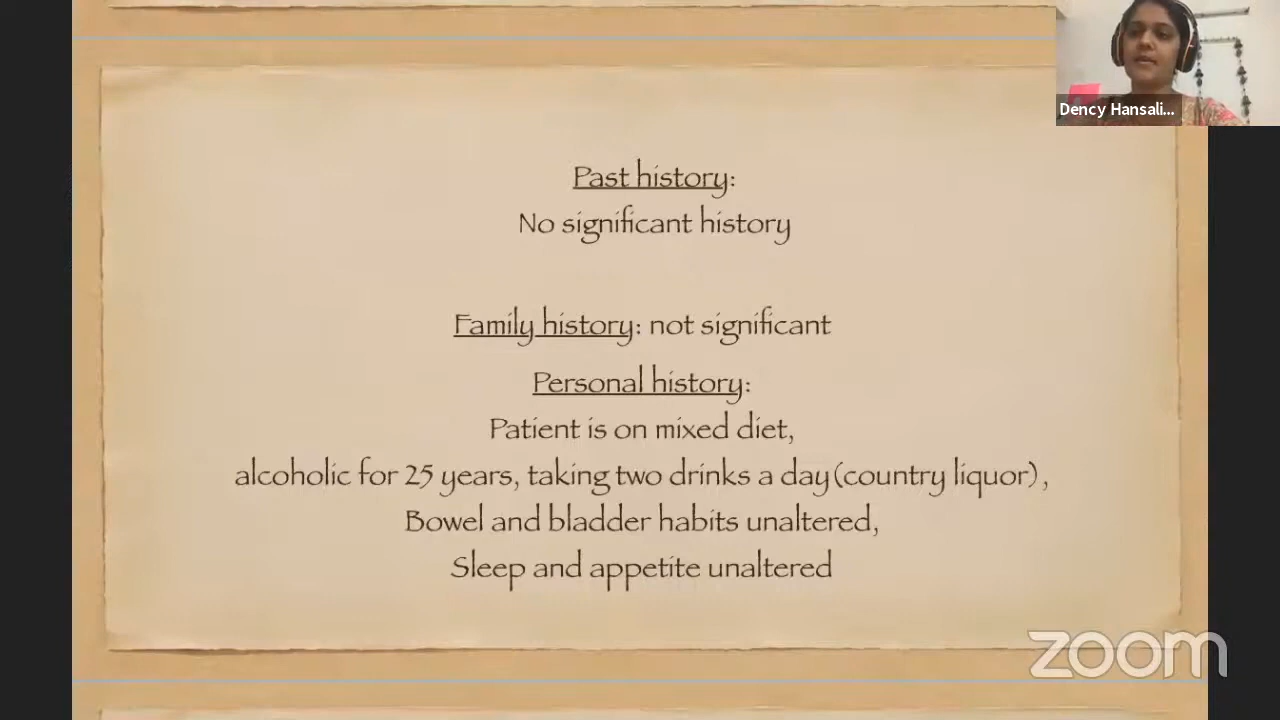 Dency Hansali...
Past history:
No significant history
Family history: not significant
Personal history:
Patient is on mixed diet,
alcoholic for 25 years, taking two drinks a day(country liquor),
Bowel and bladder habits unaltered,
Sleep and appetite unaltered
zoom